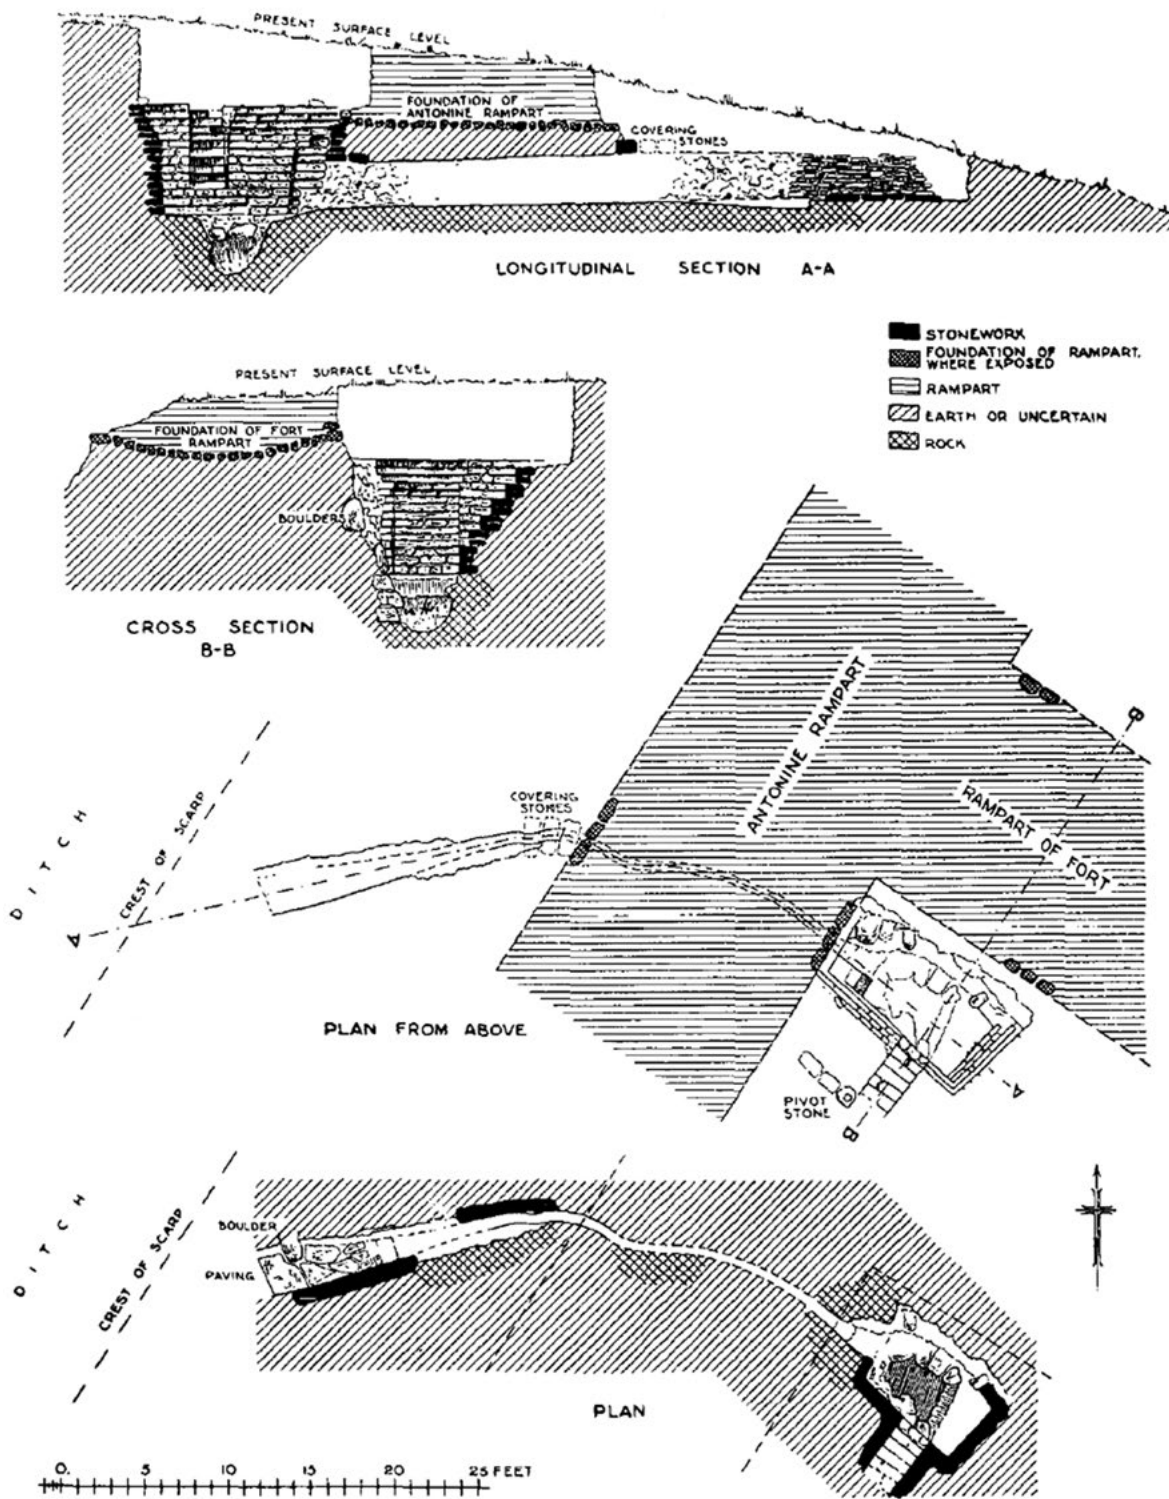 PRESENT SURFACE LEVEL
FOUNDATION OF
ANTONINE RAMPART
COVERING
STONES
LONGITUDINAL SECTION A-A
STONEWORK
FOUNDATION OF RAMPART,
WHERE EXPOSED
RAMPART
EARTH OR UNCERTAIN
ROCK
PRESENT SURFACE LEVEL
FOUNDATION OF FORT
RAMPART
BOULDERS
CROSS SECTION
B-B
ANTONINE RAMPART
B
RAMPART OF FORT
COVERING
STONES
DITCH
CREST OF SCARP
A
PLAN FROM ABOVE
PIVOT
STONE
A
B
DITCH
CREST OF SCARP
BOULDER
PAVING
PLAN
0. 5 10 15 20 25 FEET